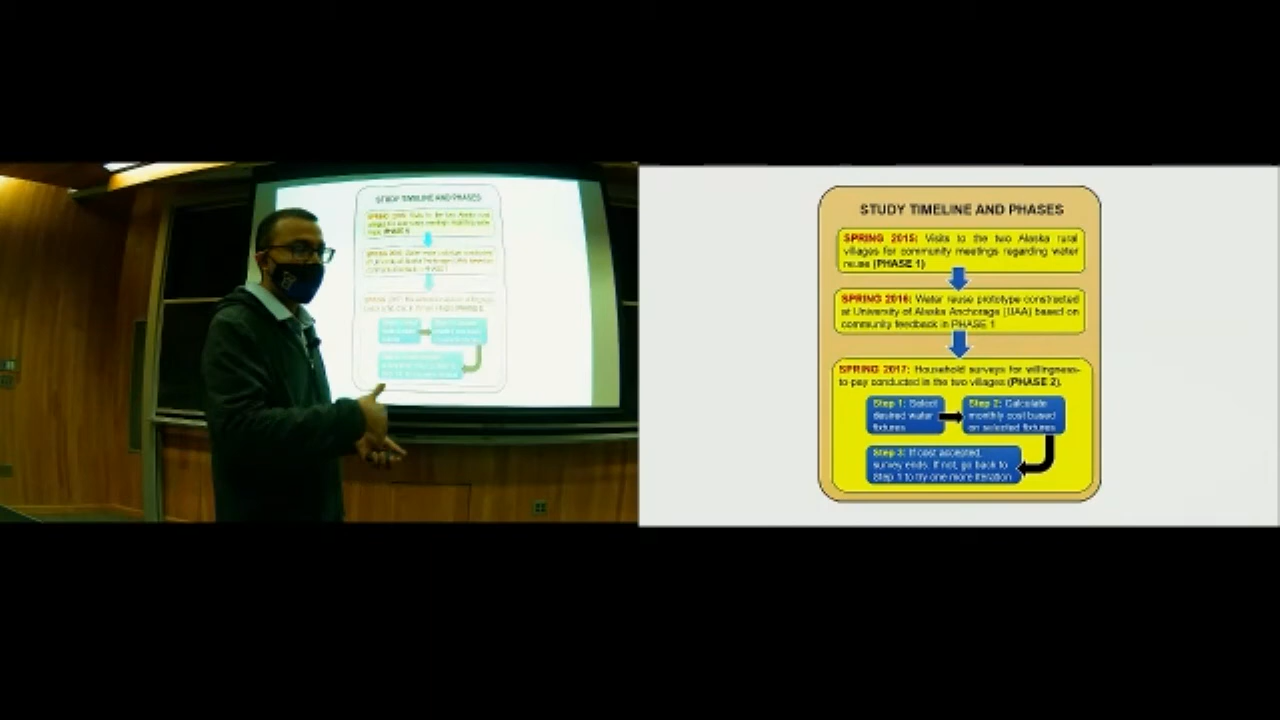 STUDY TIMELINE AND PHASES
SPRING 2015: Visits to the two Alaska rural
villages for community meetings regarding water
reuse (PHASE 1)
SPRING 2016: Water reuse prototype constructed
at University of Alaska Anchorage (UAA) based on
community feedback in PHASE 1
SPRING 2017: Household surveys for willingness-
to-pay conducted in the two villages (PHASE 2).
Step 1: Select
desired water
fixtures
Step 2: Calculate
monthly cost based
on selected fixtures
Step 3: If cost accepted,
survey ends. If not, go back to
Step 1 to try one more iteration
STUDY TIMELINE AND PHASES